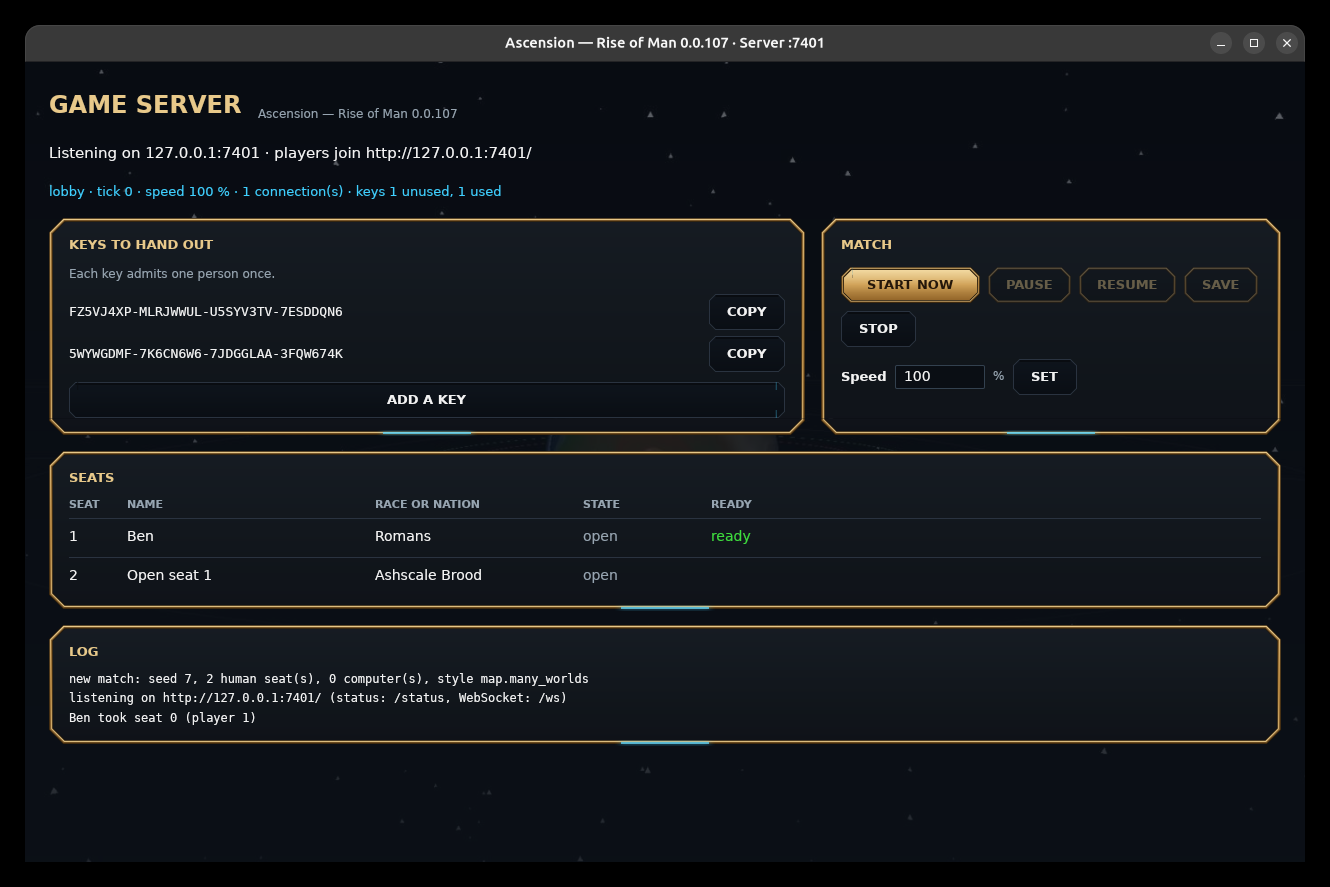 Ascension — Rise of Man 0.0.107 · Server :7401
GAME SERVER Ascension — Rise of Man 0.0.107
Listening on 127.0.0.1:7401 · players join http://127.0.0.1:7401/
lobby · tick 0 · speed 100 % · 1 connection(s) · keys 1 unused, 1 used
KEYS TO HAND OUT
Each key admits one person once.
FZ5VJ4XP-MLRJWWUL-U5SYV3TV-7ESDDQN6 COPY
5WYWGDMF-7K6CN6W6-7JDGGLAA-3FQW674K COPY
ADD A KEY
MATCH
START NOW PAUSE RESUME SAVE
STOP
Speed 100 % SET
SEATS
SEAT NAME RACE OR NATION STATE READY
1 Ben Romans open ready
2 Open seat 1 Ashscale Brood open
LOG
new match: seed 7, 2 human seat(s), 0 computer(s), style map.many_worlds
listening on http://127.0.0.1:7401/ (status: /status, WebSocket: /ws)
Ben took seat 0 (player 1)